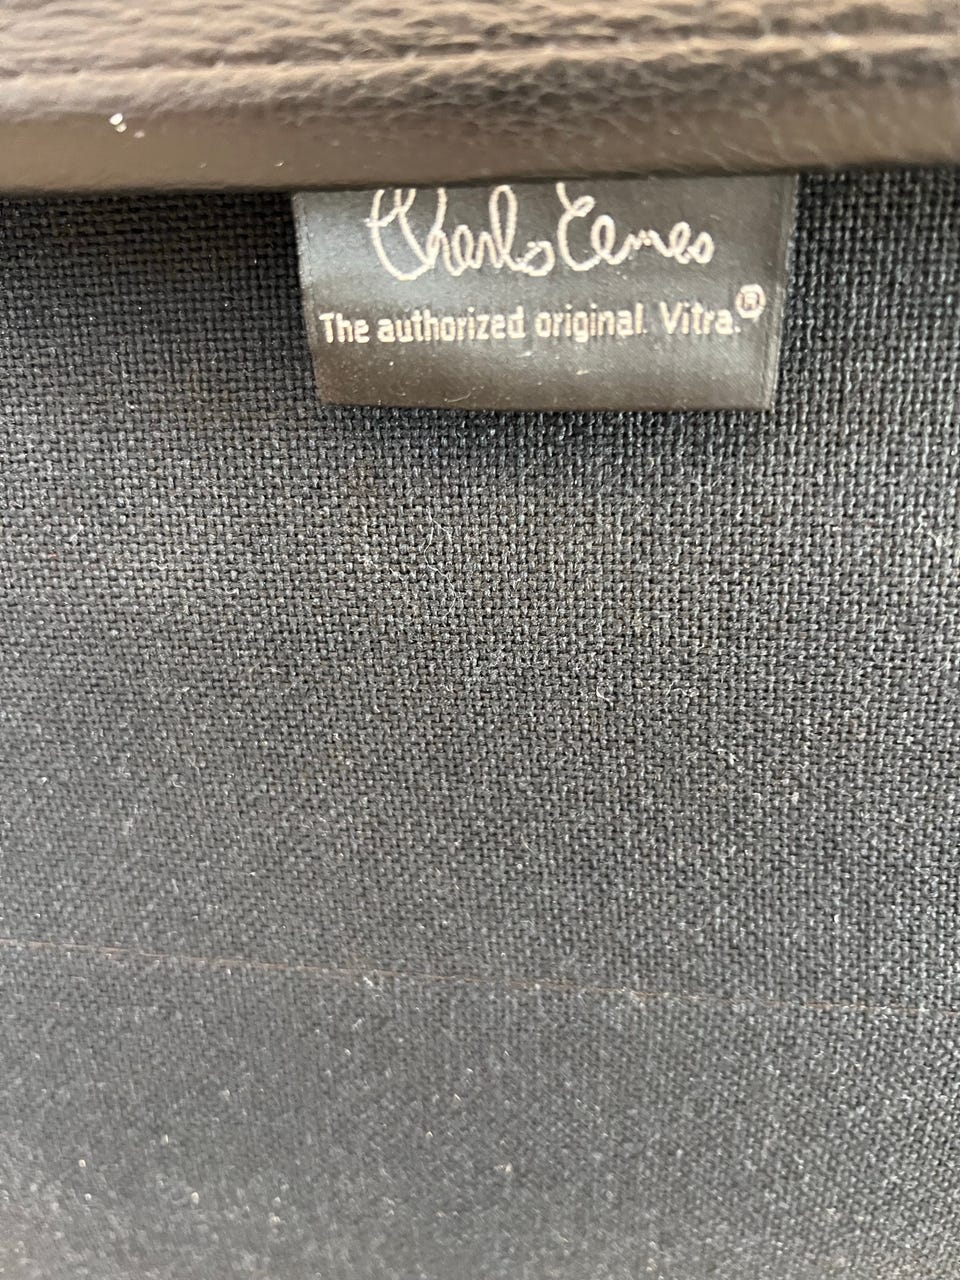 Charles Eames
The authorized original. Vitra.®